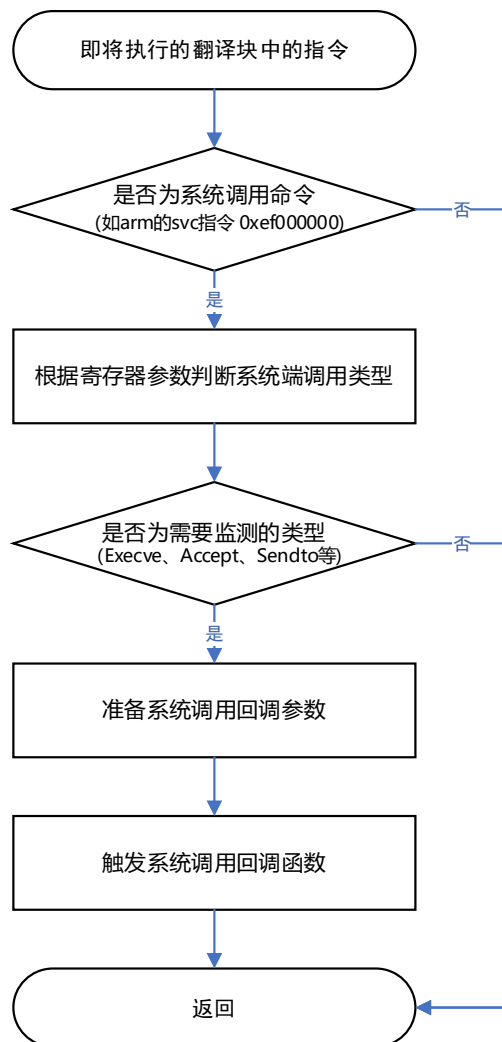 即将执行的翻译块中的指令
是否为系统调用命令
(如arm的svc指令 0xef000000)
否
是
根据寄存器参数判断系统端调用类型
是否为需要监测的类型
(Execve、Accept、Sendto等)
否
是
准备系统调用回调参数
触发系统调用回调函数
返回